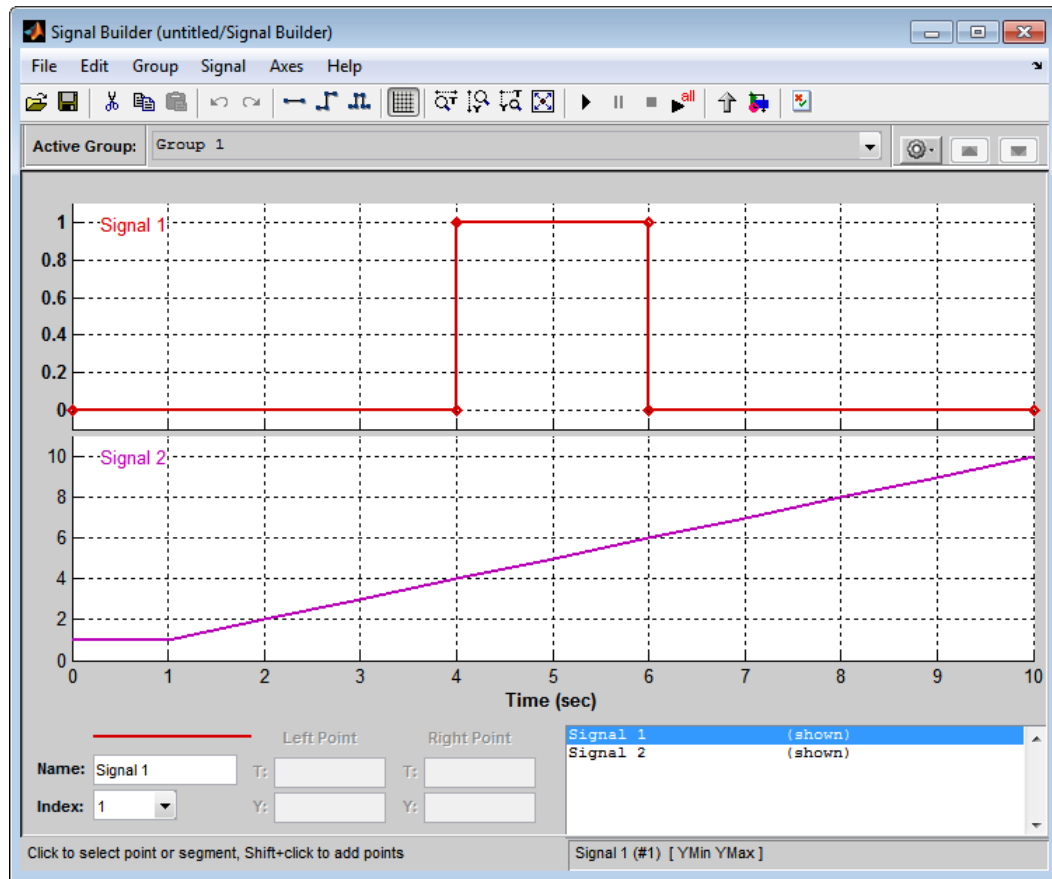 Signal Builder (untitled/Signal Builder)
File Edit Group Signal Axes Help
all
Active Group: Group 1
Signal 1
1
0.8
0.6
0.4
0.2
0
Signal 2
10
8
6
4
2
0
0 1 2 3 4 5 6 7 8 9 10
Time (sec)
Left Point Right Point
Name: Signal 1 T: T:
Index: 1 Y: Y:
Signal 1 (shown)
Signal 2 (shown)
Click to select point or segment, Shift+click to add points
Signal 1 (#1) [ YMin YMax ]